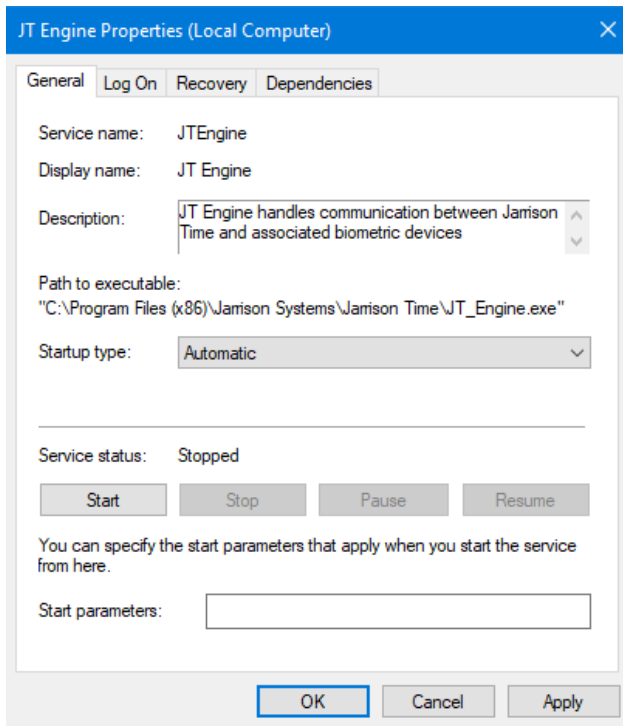 JT Engine Properties (Local Computer)
General Log On Recovery Dependencies
Service name: JTEngine
Display name: JT Engine
Description: JT Engine handles communication between Jarrison
Time and associated biometric devices
Path to executable:
"C:\Program Files (x86)\Jarrison Systems\Jarrison Time\JT_Engine.exe"
Startup type: Automatic
Service status: Stopped
Start Stop Pause Resume
You can specify the start parameters that apply when you start the service
from here.
Start parameters:
OK Cancel Apply